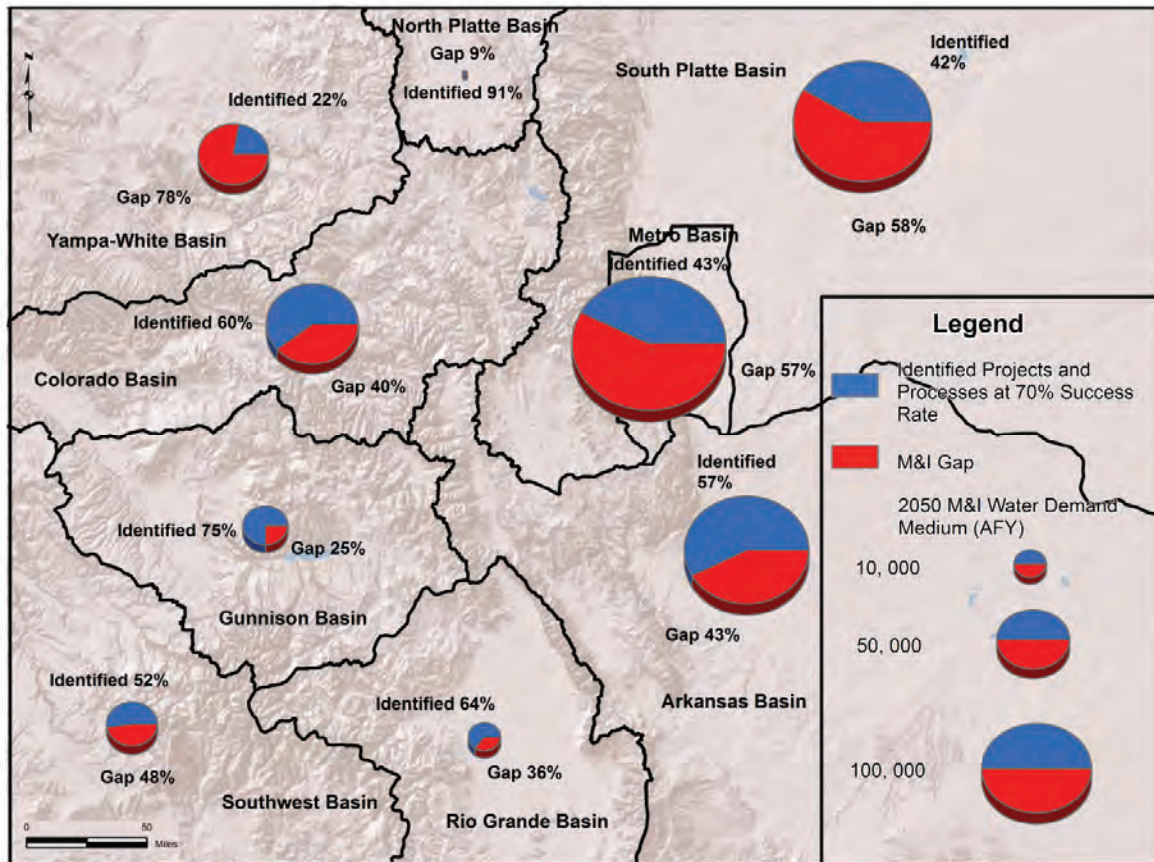 North Platte Basin
Gap 9%
Identified 91%
Identified
42%
South Platte Basin
Gap 58%
Identified 22%
Gap 78%
Yampa-White Basin
Metro Basin
Identified 43%
Gap 57%
Identified 60%
Gap 40%
Colorado Basin
Identified
57%
Gap 43%
Arkansas Basin
Identified 75%
Gap 25%
Gunnison Basin
Identified 52%
Gap 48%
Southwest Basin
Identified 64%
Gap 36%
Rio Grande Basin
N
0 50
Miles
Legend
Identified Projects and
Processes at 70% Success
Rate
M&I Gap
2050 M&I Water Demand
Medium (AFY)
10, 000
50, 000
100, 000